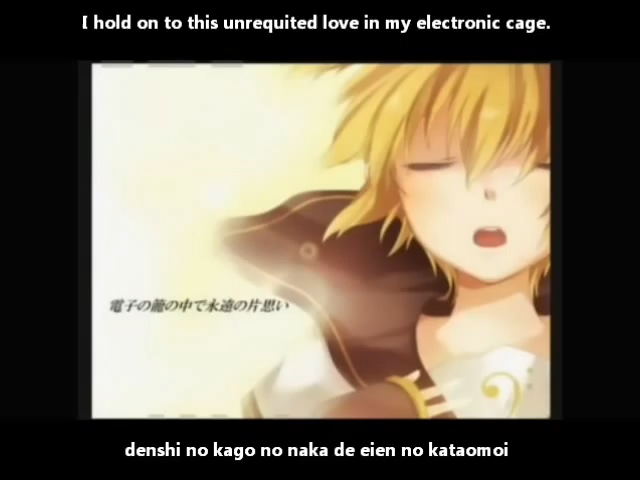 I hold on to this unrequited love in my electronic cage.
電子の籠の中で永遠の片思い
denshi no kago no naka de eien no kataomoi